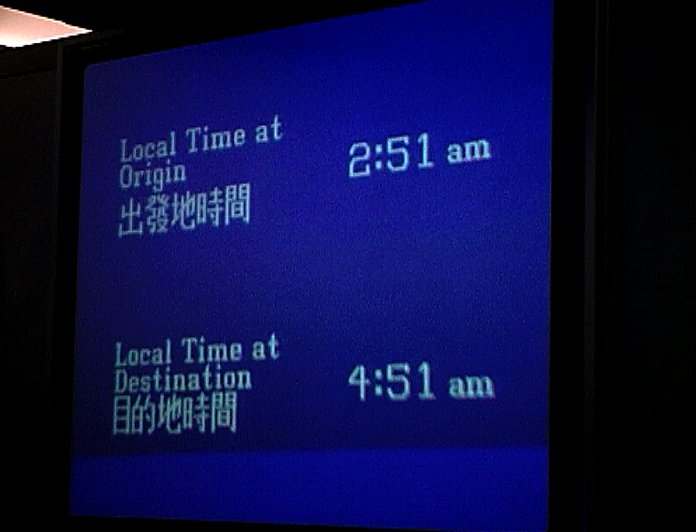 Local Time at
Origin
2:51 am
出發地時間
Local Time at
Destination
4:51 am
目的地時間